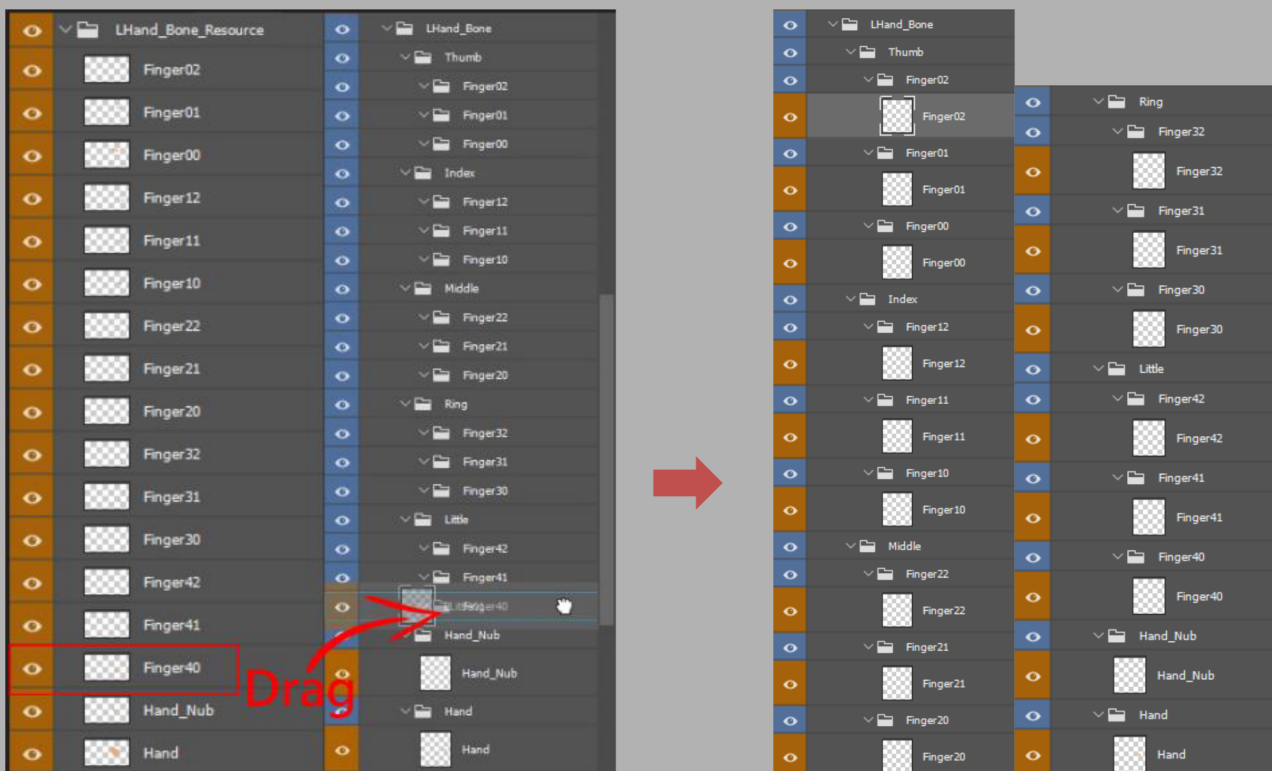 LHand_Bone_Resource
Finger02
Finger01
Finger00
Finger12
Finger11
Finger10
Finger22
Finger21
Finger20
Finger32
Finger31
Finger30
Finger42
Finger41
Finger40
Hand_Nub
Hand
LHand_Bone
Thumb
Finger02
Finger01
Finger00
Index
Finger12
Finger11
Finger10
Middle
Finger22
Finger21
Finger20
Ring
Finger32
Finger31
Finger30
Little
Finger42
Finger41
Finger40
Hand_Nub
Hand_Nub
Hand
Hand
Drag
LHand_Bone
Thumb
Finger02
Finger02
Finger01
Finger01
Finger00
Finger00
Index
Finger12
Finger12
Finger11
Finger11
Finger10
Finger10
Middle
Finger22
Finger22
Finger21
Finger21
Finger20
Finger20
Ring
Finger32
Finger32
Finger31
Finger31
Finger30
Finger30
Little
Finger42
Finger42
Finger41
Finger41
Finger40
Finger40
Hand_Nub
Hand_Nub
Hand
Hand